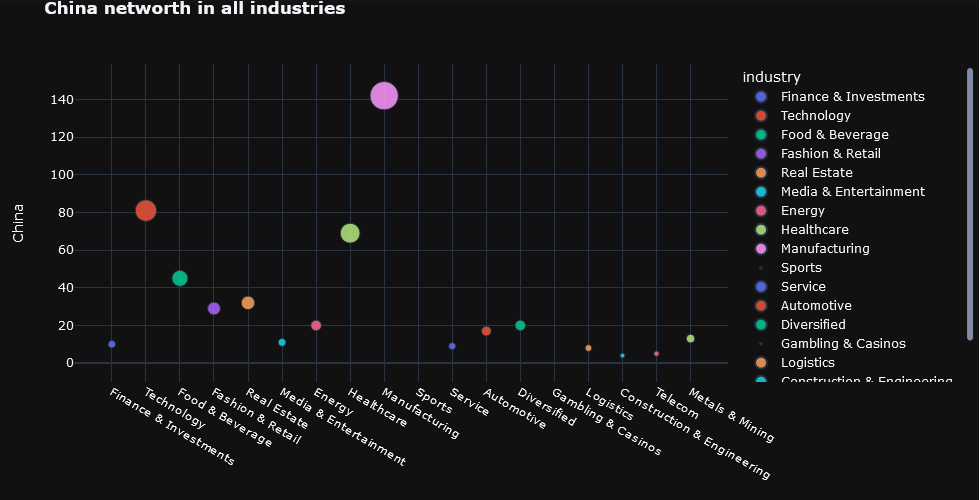 China networth in all industries
140
120
100
80
60
40
20
0
China
Finance & Investments
Technology
Food & Beverage
Fashion & Retail
Real Estate
Media & Entertainment
Energy
Healthcare
Manufacturing
Sports
Service
Automotive
Diversified
Gambling & Casinos
Logistics
Construction & Engineering
Telecom
Metals & Mining
industry
Finance & Investments
Technology
Food & Beverage
Fashion & Retail
Real Estate
Media & Entertainment
Energy
Healthcare
Manufacturing
Sports
Service
Automotive
Diversified
Gambling & Casinos
Logistics
Construction & Engineering